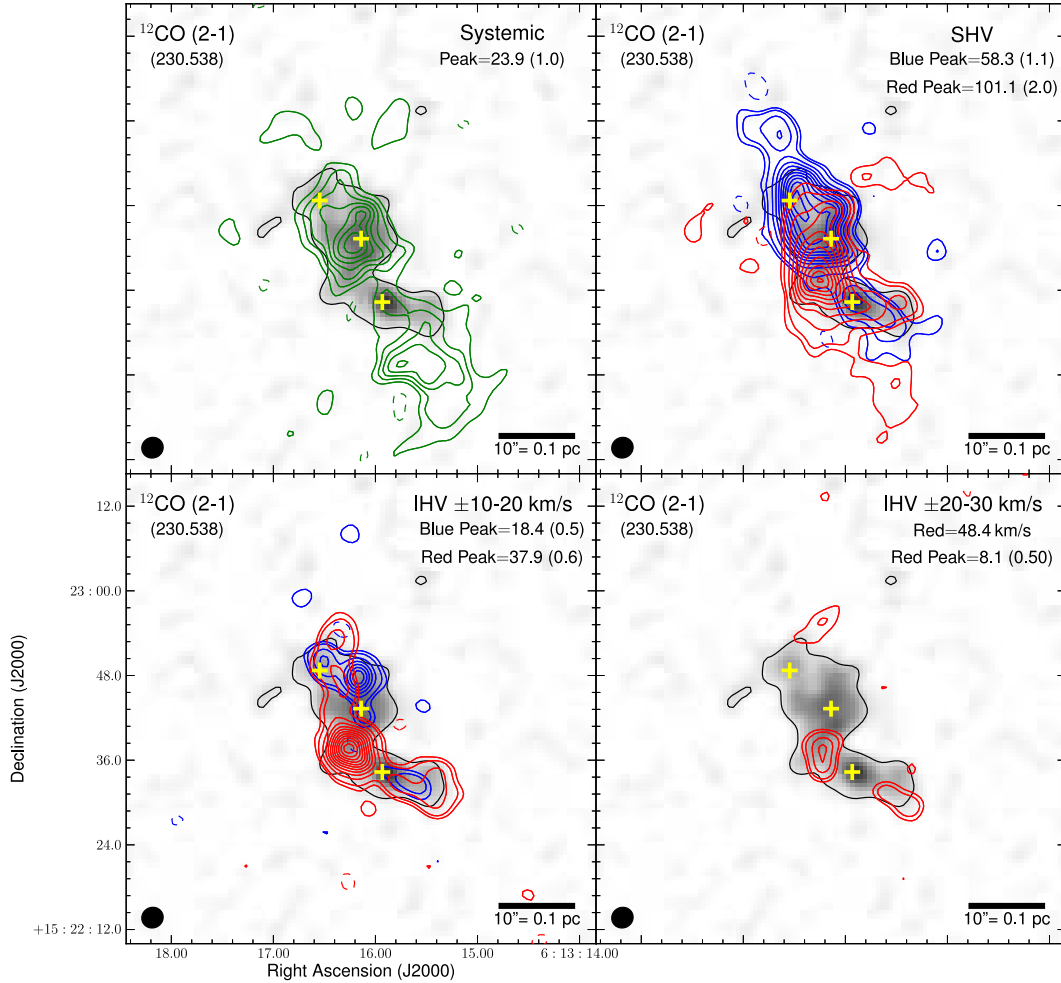 ¹²CO (2-1)
Systemic
(230.538)
Peak=23.9 (1.0)
10”= 0.1 pc
¹²CO (2-1)
SHV
(230.538)
Blue Peak=58.3 (1.1)
Red Peak=101.1 (2.0)
10”= 0.1 pc
¹²CO (2-1)
IHV ±10-20 km/s
(230.538)
Blue Peak=18.4 (0.5)
Red Peak=37.9 (0.6)
10”= 0.1 pc
¹²CO (2-1)
IHV ±20-30 km/s
(230.538)
Red=48.4 km/s
Red Peak=8.1 (0.50)
10”= 0.1 pc
12.0
23 : 00.0
48.0
36.0
24.0
+15 : 22 : 12.0
Declination (J2000)
18.00
17.00
16.00
15.00
6 : 13 : 14.00
Right Ascension (J2000)